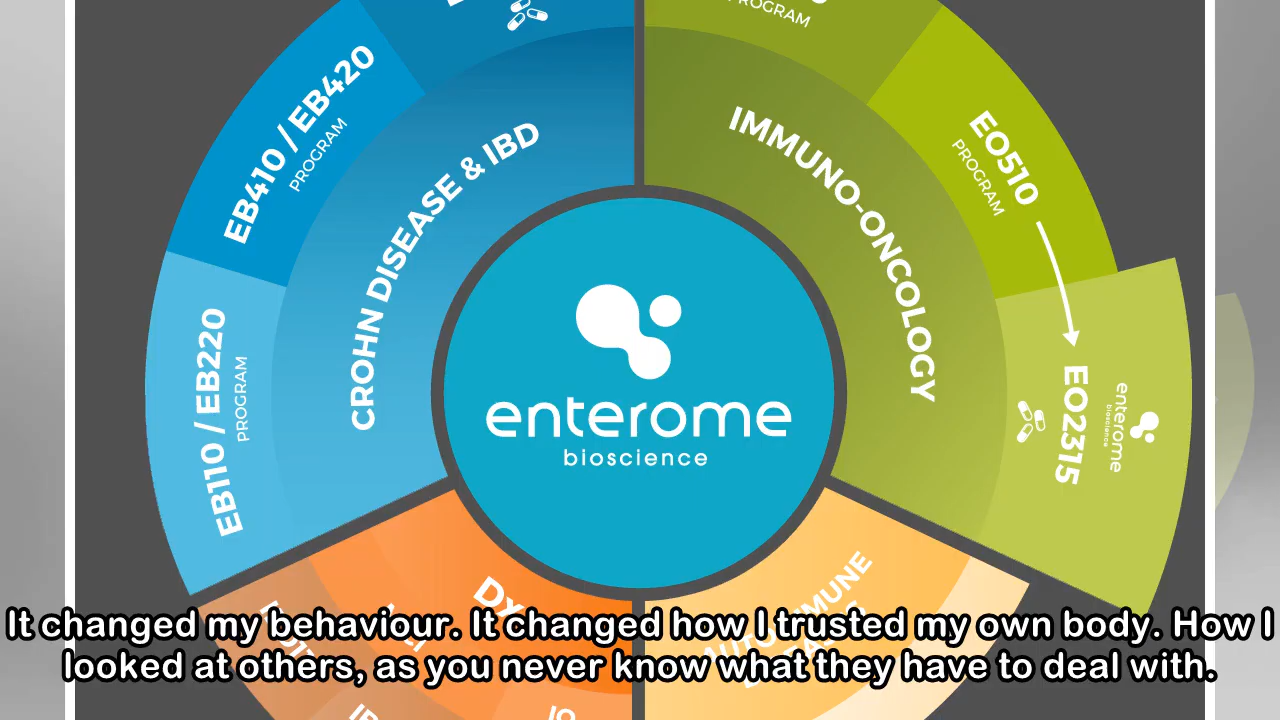 PROGRAM
EB410 / EB420
PROGRAM
CROHN DISEASE & IBD
IMMUNO-ONCOLOGY
EO510
PROGRAM
EB110 / EB220
PROGRAM
enterome
bioscience
EO2315
enterome
bioscience
It changed my behaviour. It changed how I trusted my own body. How I
looked at others, as you never know what they have to deal with.